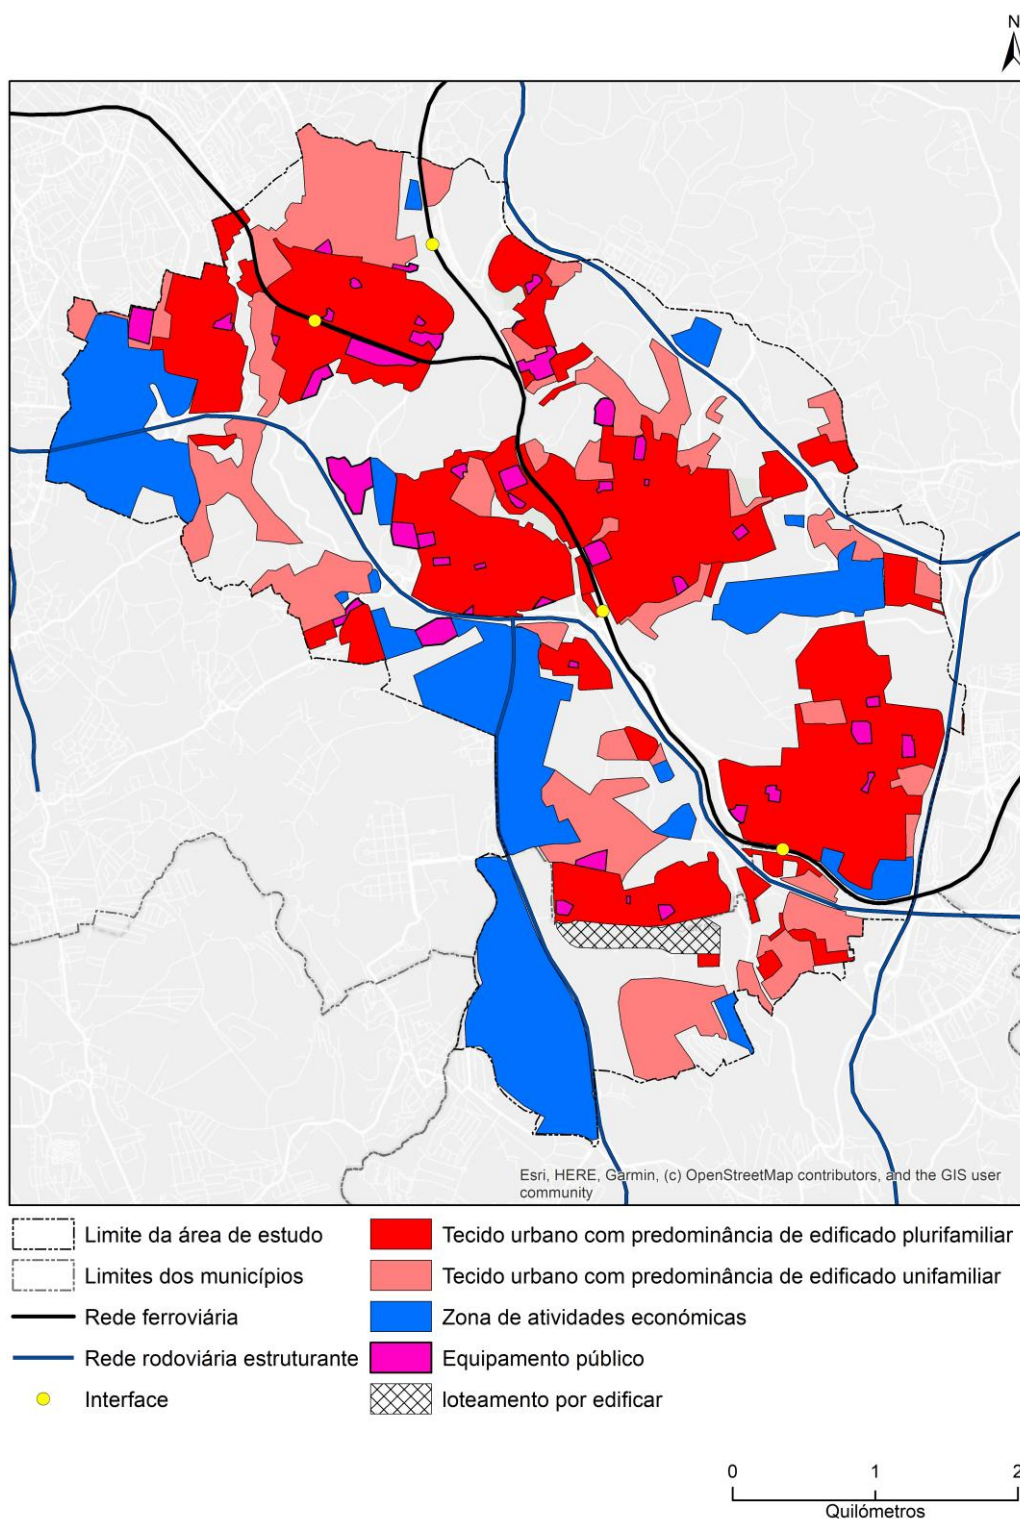 N
Esri, HERE, Garmin, (c) OpenStreetMap contributors, and the GIS user
community
Limite da área de estudo
Limites dos municípios
Rede ferroviária
Rede rodoviária estruturante
Interface
Tecido urbano com predominância de edificado plurifamiliar
Tecido urbano com predominância de edificado unifamiliar
Zona de atividades económicas
Equipamento público
loteamento por edificar
0 1 2
Quilómetros